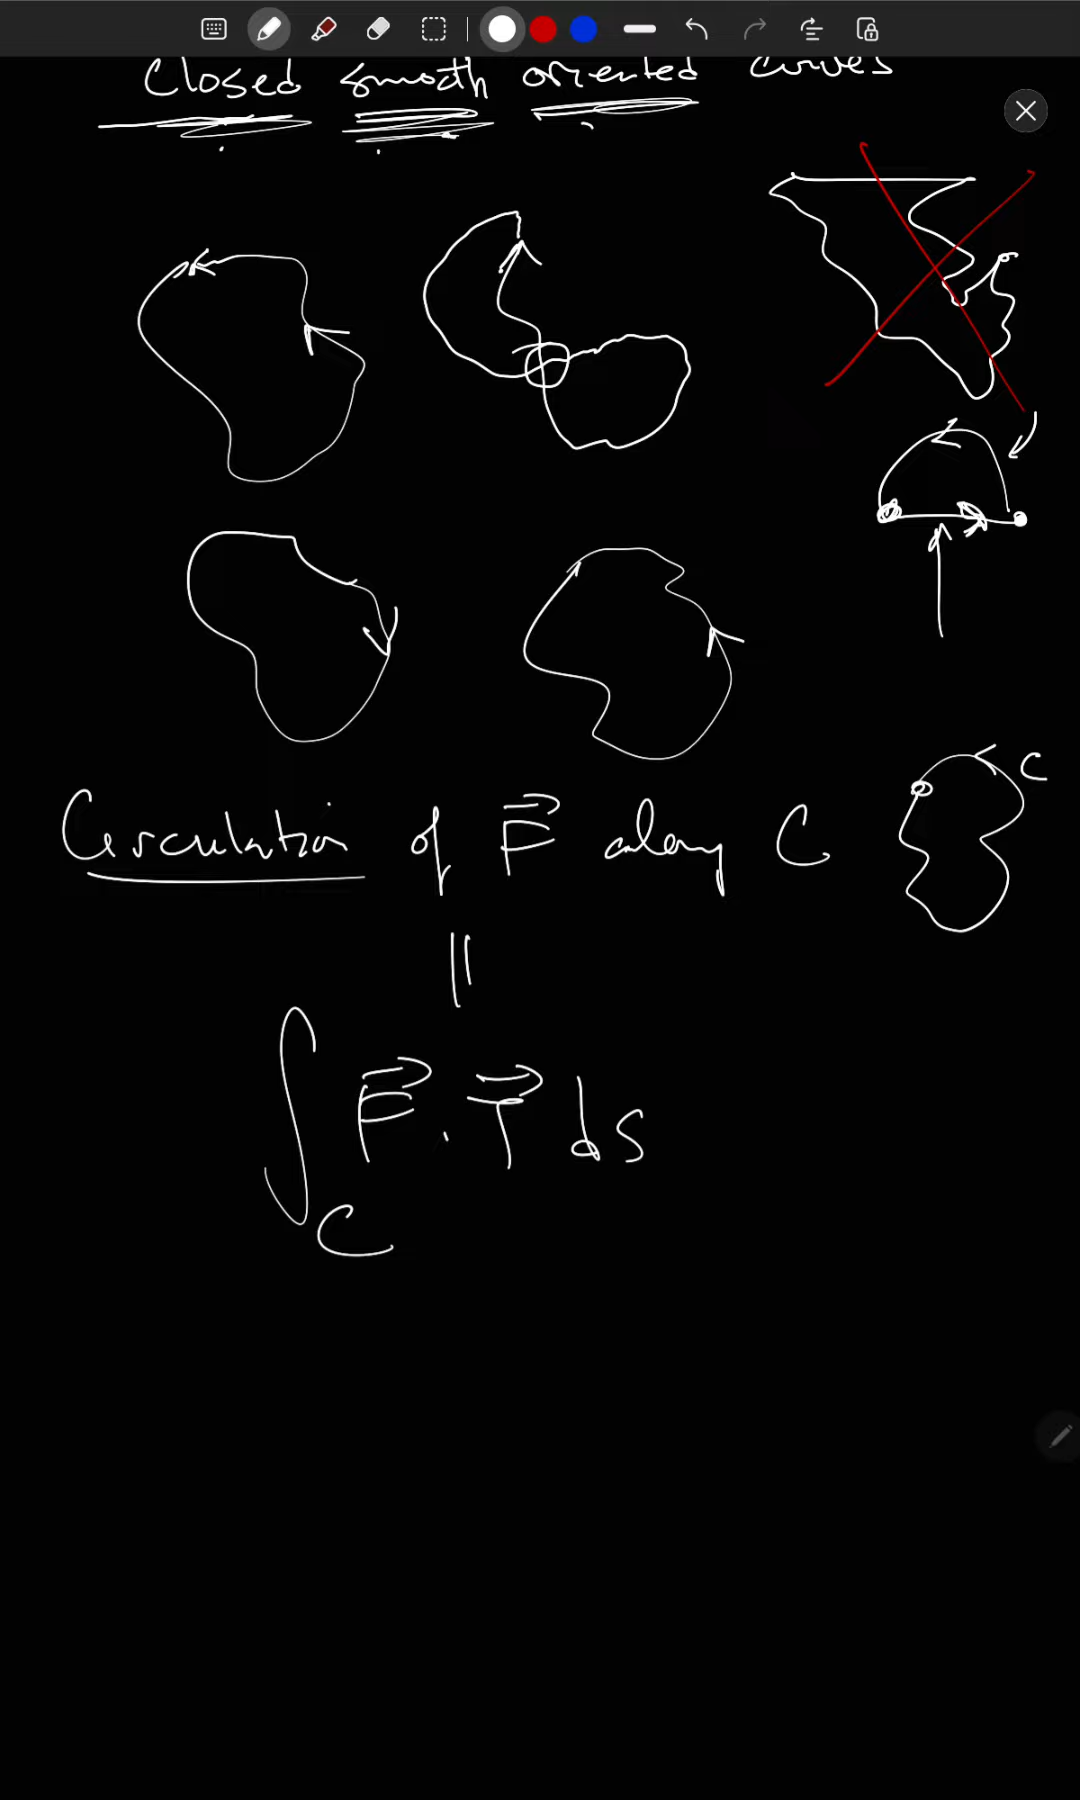 Closed smooth oriented curves
C
Circulation of F⃗ along C
||
∫_C F⃗ . T⃗ ds